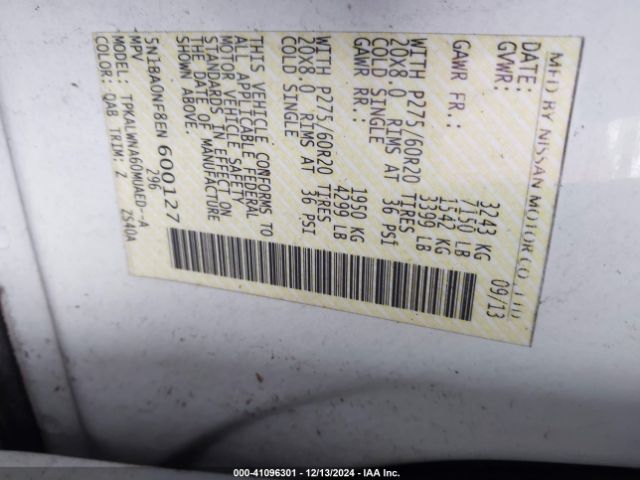 MFD BY NISSAN MOTOR CO., LTD
DATE: 09/13
GVWR: 3243 KG
7150 LB
GAWR FR.: 1542 KG
3399 LB
WITH P275/60R20 TIRES
20X8.0 RIMS AT 36 PSI
COLD SINGLE
GAWR RR.: 1950 KG
4299 LB
WITH P275/60R20 TIRES
20X8.0 RIMS AT 36 PSI
COLD SINGLE
THIS VEHICLE CONFORMS TO
ALL APPLICABLE FEDERAL
MOTOR VEHICLE SAFETY
STANDARDS IN EFFECT ON
THE DATE OF MANUFACTURE
SHOWN ABOVE.
5N1BA0NF8EN 600127
MPV 296
MODEL: TPKALWNA60MUAED--A
COLOR: QAB TRIM: Z ZS40A
000-41096301 - 12/13/2024 - IAA Inc.